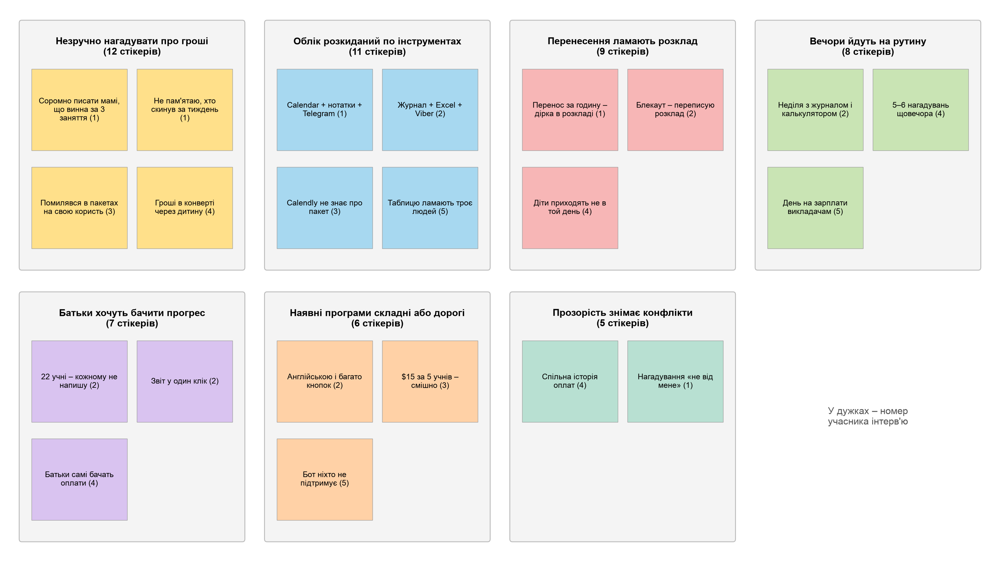 Незручно нагадувати про гроші
(12 стікерів)
Соромно писати мамі,
що винна за 3
заняття (1)
Не пам'ятаю, хто
скинув за тиждень
(1)
Помилявся в пакетах
на свою користь (3)
Гроші в конверті
через дитину (4)
Облік розкиданий по інструментах
(11 стікерів)
Calendar + нотатки +
Telegram (1)
Журнал + Excel +
Viber (2)
Calendly не знає про
пакет (3)
Таблицю ламають троє
людей (5)
Перенесення ламають розклад
(9 стікерів)
Перенос за годину –
дірка в розкладі (1)
Блекаут – переписую
розклад (2)
Діти приходять не в
той день (4)
Вечори йдуть на рутину
(8 стікерів)
Неділя з журналом і
калькулятором (2)
5–6 нагадувань
щовечора (4)
День на зарплати
викладачам (5)
Батьки хочуть бачити прогрес
(7 стікерів)
22 учні – кожному не
напишу (2)
Звіт у один клік (2)
Батьки самі бачать
оплати (4)
Наявні програми складні або дорогі
(6 стікерів)
Англійською і багато
кнопок (2)
$15 за 5 учнів –
смішно (3)
Бот ніхто не
підтримує (5)
Прозорість знімає конфлікти
(5 стікерів)
Спільна історія
оплат (4)
Нагадування «не від
мене» (1)
У дужках – номер
учасника інтерв'ю